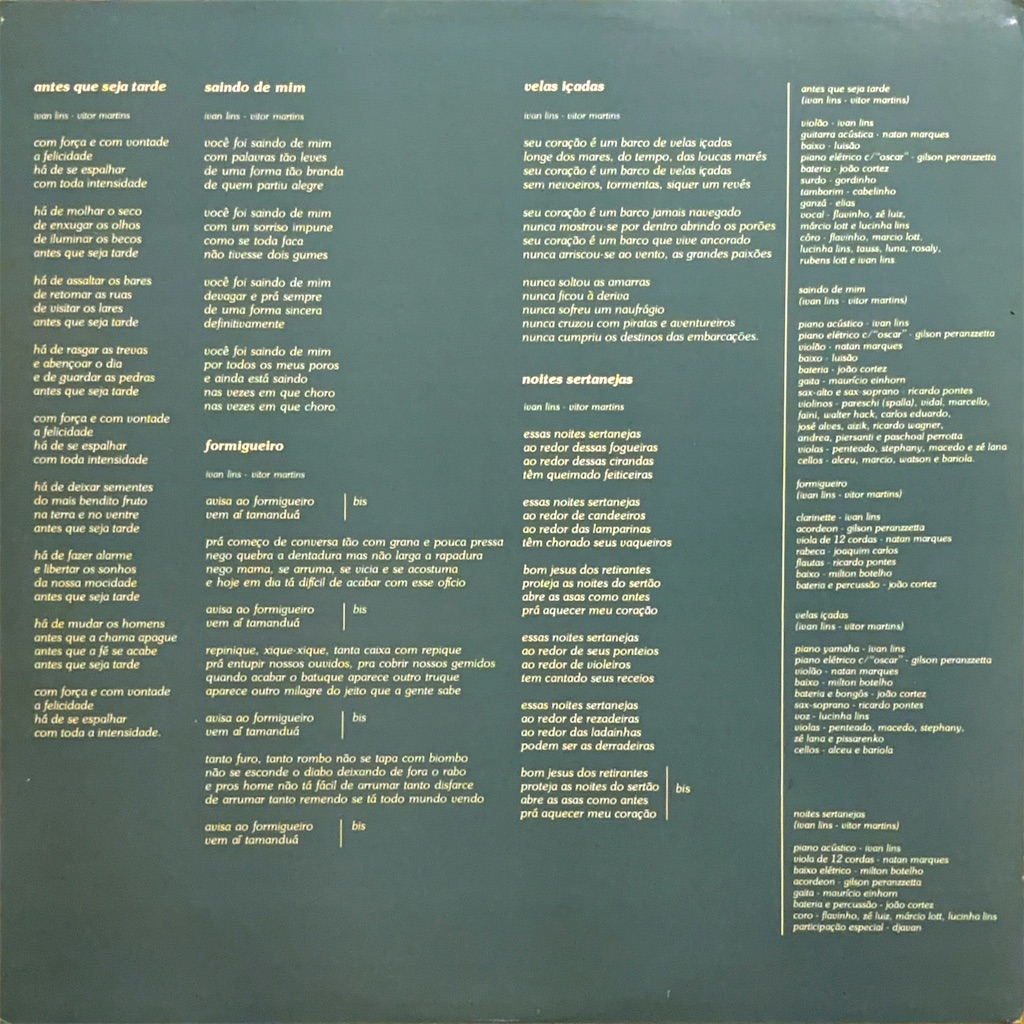 antes que seja tarde
ivan lins - vitor martins
com força e com vontade
a felicidade
há de se espalhar
com toda intensidade
há de molhar o seco
de enxugar os olhos
de iluminar os becos
antes que seja tarde
há de assaltar os bares
de retomar as ruas
de visitar os lares
antes que seja tarde
há de rasgar as trevas
e abençoar o dia
e de guardar as pedras
antes que seja tarde
com força e com vontade
a felicidade
há de se espalhar
com toda intensidade
há de deixar sementes
do mais bendito fruto
na terra e no ventre
antes que seja tarde
há de fazer alarme
e libertar os sonhos
da nossa mocidade
antes que seja tarde
há de mudar os homens
antes que a chama apague
antes que a fé se acabe
antes que seja tarde
com força e com vontade
a felicidade
há de se espalhar
com toda a intensidade.
saindo de mim
ivan lins - vitor martins
você foi saindo de mim
com palavras tão leves
de uma forma tão branda
de quem partiu alegre
você foi saindo de mim
com um sorriso impune
como se toda faca
não tivesse dois gumes
você foi saindo de mim
devagar e prá sempre
de uma forma sincera
definitivamente
você foi saindo de mim
por todos os meus poros
e ainda está saindo
nas vezes em que choro
nas vezes em que choro
formigueiro
ivan lins - vitor martins
avisa ao formigueiro
vem aí tamanduá
bis
prá começo de conversa tão com grana e pouca pressa
nego quebra a dentadura mas não larga a rapadura
nego mama, se arruma, se vicia e se acostuma
e hoje em dia tá difícil de acabar com esse ofício
avisa ao formigueiro
vem aí tamanduá
bis
repinique, xique-xique, tanta caixa com repique
prá entupir nossos ouvidos, pra cobrir nossos gemidos
quando acabar o batuque aparece outro truque
aparece outro milagre do jeito que a gente sabe
avisa ao formigueiro
vem aí tamanduá
bis
tanto furo, tanto rombo não se tapa com biombo
não se esconde o diabo deixando de fora o rabo
e pros home não tá fácil de arrumar tanto disfarce
de arrumar tanto remendo se tá todo mundo vendo
avisa ao formigueiro
vem aí tamanduá
bis
velas içadas
ivan lins - vitor martins
seu coração é um barco de velas içadas
longe dos mares, do tempo, das loucas marés
seu coração é um barco de velas içadas
sem nevoeiros, tormentas, siquer um revés
seu coração é um barco jamais navegado
nunca mostrou-se por dentro abrindo os porões
seu coração é um barco que vive ancorado
nunca arriscou-se ao vento, as grandes paixões
nunca soltou as amarras
nunca ficou à deriva
nunca sofreu um naufrágio
nunca cruzou com piratas e aventureiros
nunca cumpriu os destinos das embarcações.
noites sertanejas
ivan lins - vitor martins
essas noites sertanejas
ao redor dessas fogueiras
ao redor dessas cirandas
têm queimado feiticeiras
essas noites sertanejas
ao redor de candeeiros
ao redor das lamparinas
têm chorado seus vaqueiros
bom jesus dos retirantes
proteja as noites do sertão
abre as asas como antes
prá aquecer meu coração
essas noites sertanejas
ao redor de seus ponteios
ao redor de violeiros
tem cantado seus receios
essas noites sertanejas
ao redor de rezadeiras
ao redor das ladainhas
podem ser as derradeiras
bom jesus dos retirantes
proteja as noites do sertão
abre as asas como antes
prá aquecer meu coração
bis
antes que seja tarde
(ivan lins - vitor martins)
violão - ivan lins
guitarra acústica - natan marques
baixo - luisão
piano elétrico c/"oscar" - gilson peranzzetta
bateria - joão cortez
surdo - gordinho
tamborim - cabelinho
ganzá - elias
vocal - flavinho, zé luiz,
márcio lott e lucinha lins
côro - flavinho, marcio lott,
lucinha lins, tauss, luna, rosaly,
rubens lott e ivan lins
saindo de mim
(ivan lins - vitor martins)
piano acústico - ivan lins
piano elétrico c/"oscar" - gilson peranzzetta
violão - natan marques
baixo - luisão
bateria - joão cortez
gaita - maurício einhorn
sax-alto e sax-soprano - ricardo pontes
violinos - pareschi (spalla), vidal, marcello,
faini, walter hack, carlos eduardo,
josé alves, aizik, ricardo wagner,
andrea, piersanti e paschoal perrotta
violas - penteado, stephany, macedo e zé lana
cellos - alceu, marcio, watson e bariola.
formigueiro
(ivan lins - vitor martins)
clarinette - ivan lins
acordeon - gilson peranzzetta
viola de 12 cordas - natan marques
rabeca - joaquim carlos
flautas - ricardo pontes
baixo - milton botelho
bateria e percussão - joão cortez
velas içadas
(ivan lins - vitor martins)
piano yamaha - ivan lins
piano elétrico c/"oscar" - gilson peranzzetta
violão - natan marques
baixo - milton botelho
bateria e bongôs - joão cortez
sax-soprano - ricardo pontes
voz - lucinha lins
violas - penteado, macedo, stephany,
zé lana e pissarenko
cellos - alceu e bariola
noites sertanejas
(ivan lins - vitor martins)
piano acústico - ivan lins
viola de 12 cordas - natan marques
baixo elétrico - milton botelho
acordeon - gilson peranzzetta
gaita - maurício einhorn
bateria e percussão - joão cortez
coro - flavinho, zé luiz, márcio lott, lucinha lins
participação especial - djavan